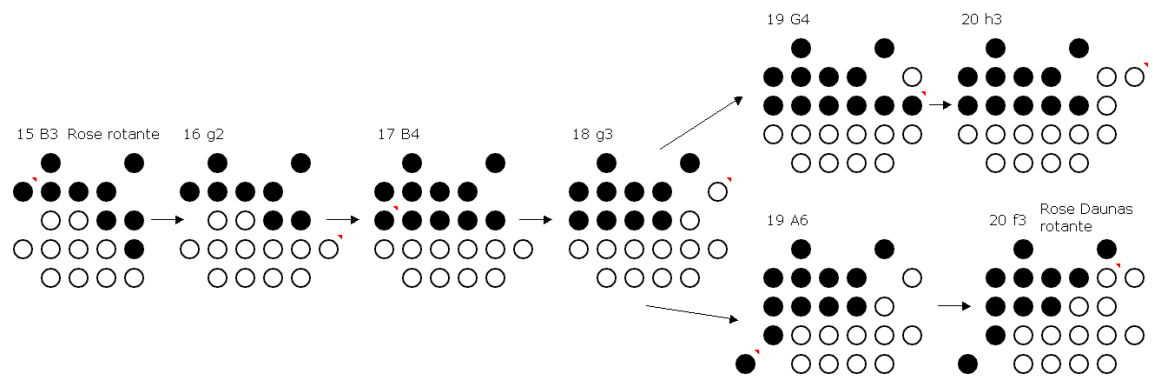 19 G4
20 h3
15 B3 Rose rotante
16 g2
17 B4
18 g3
19 A6
20 f3
Rose Daunas
rotante